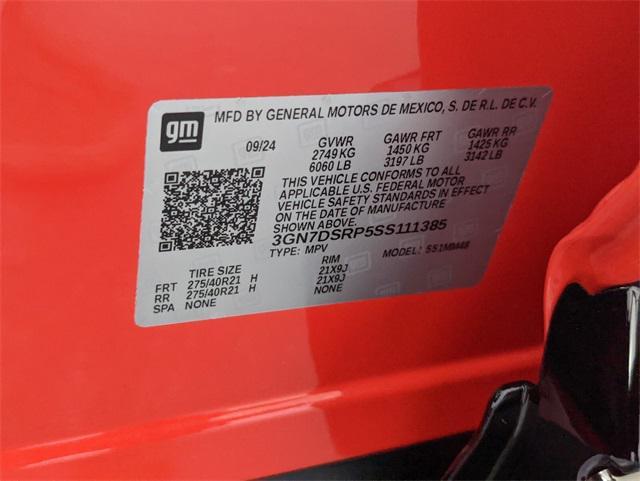 gm
MFD BY GENERAL MOTORS DE MEXICO, S. DE R.L. DE C.V.
09/24 GVWR GAWR FRT GAWR RR
2749 KG 1450 KG 1425 KG
6060 LB 3197 LB 3142 LB
THIS VEHICLE CONFORMS TO ALL
APPLICABLE U.S. FEDERAL MOTOR
VEHICLE SAFETY STANDARDS IN EFFECT
ON THE DATE OF MANUFACTURE
SHOWN ABOVE.
3GN7DSRP5SS111385
TYPE: MPV MODEL:
TIRE SIZE RIM
FRT 275/40R21 H 21X9J
RR 275/40R21 H 21X9J
SPA NONE NONE